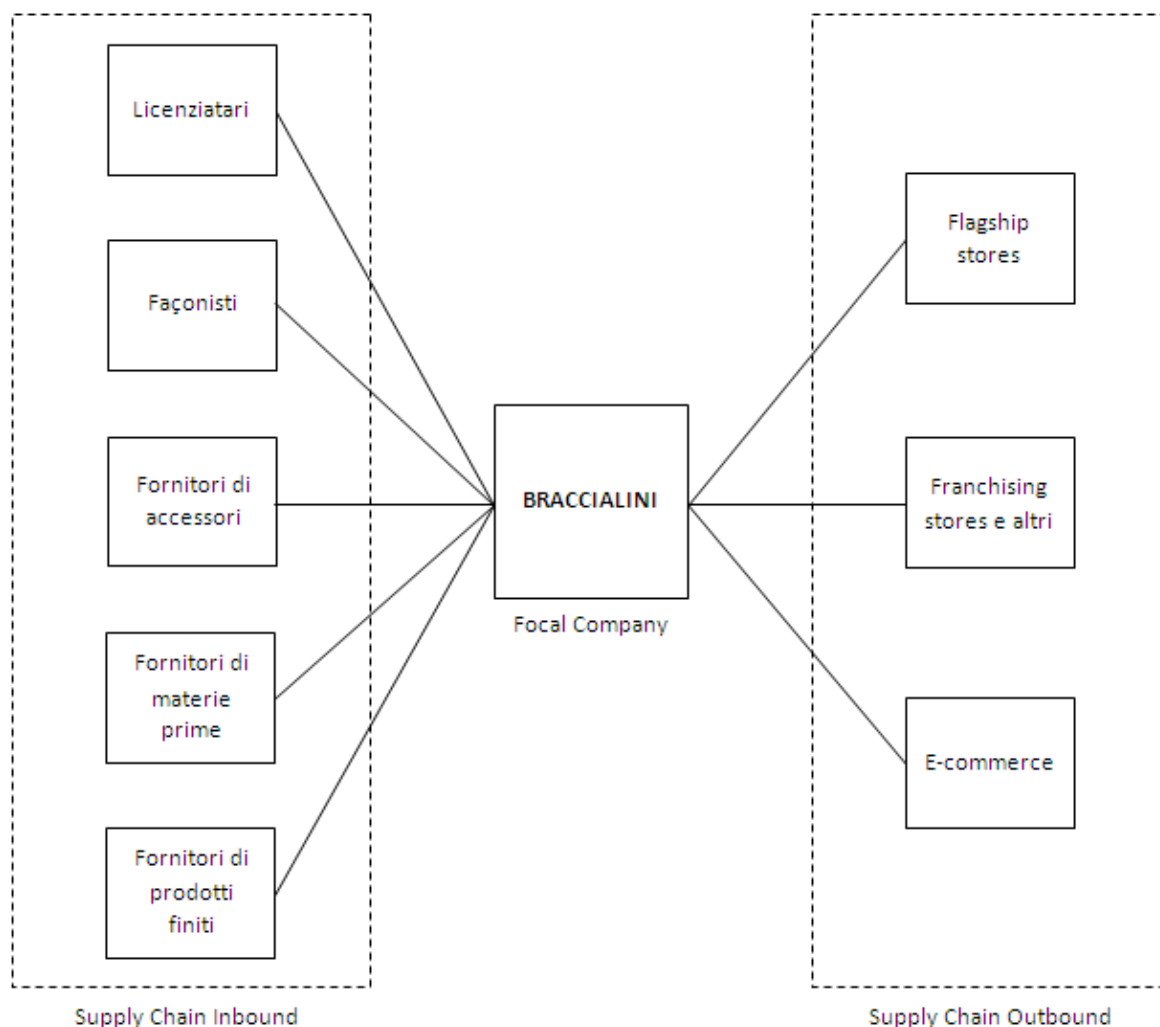 Licenziatari
Façonisti
Fornitori di
accessori
Fornitori di
materie
prime
Fornitori di
prodotti
finiti
Supply Chain Inbound
BRACCIALINI
Focal Company
Flagship
stores
Franchising
stores e altri
E-commerce
Supply Chain Outbound